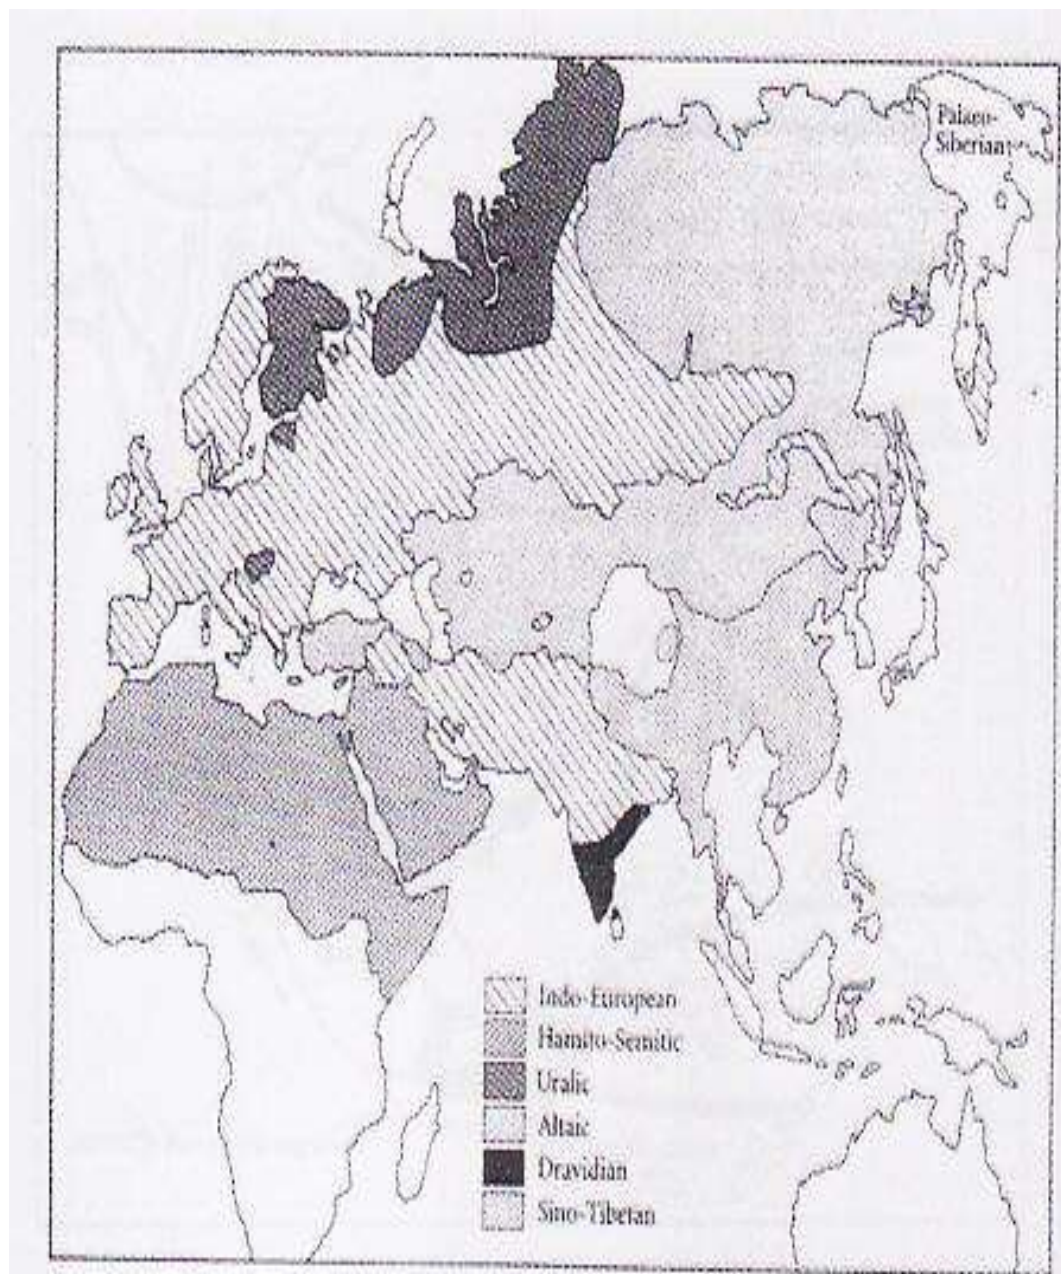 Palaeo-
Siberian
Indo-European
Hamito-Semitic
Uralic
Altaic
Dravidian
Sino-Tibetan